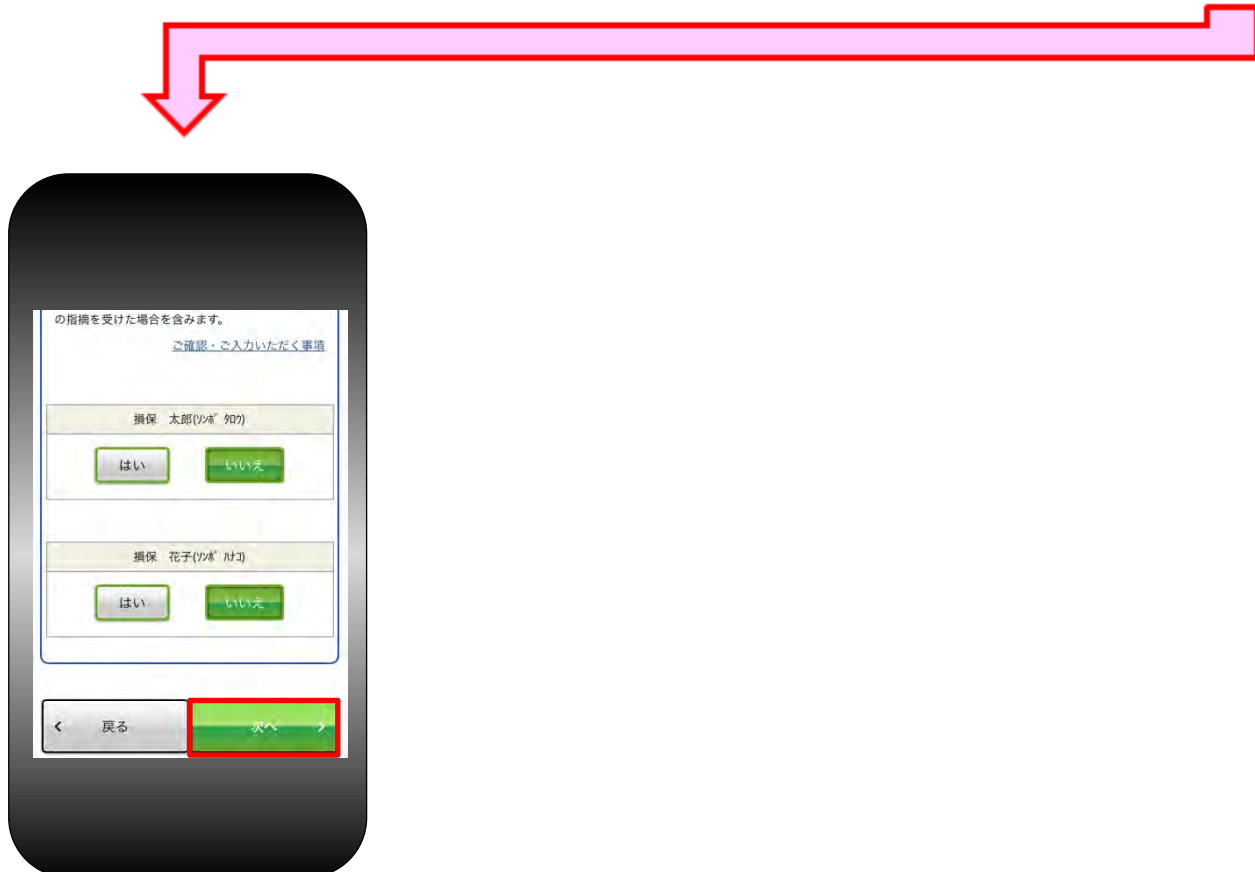 の指摘を受けた場合を含みます。
ご確認・ご入力いただく事項
損保　太郎(ｿﾝﾎﾟ ﾀﾛｳ)
はい いいえ
損保　花子(ｿﾝﾎﾟ ﾊﾅｺ)
はい いいえ
< 戻る 次へ >